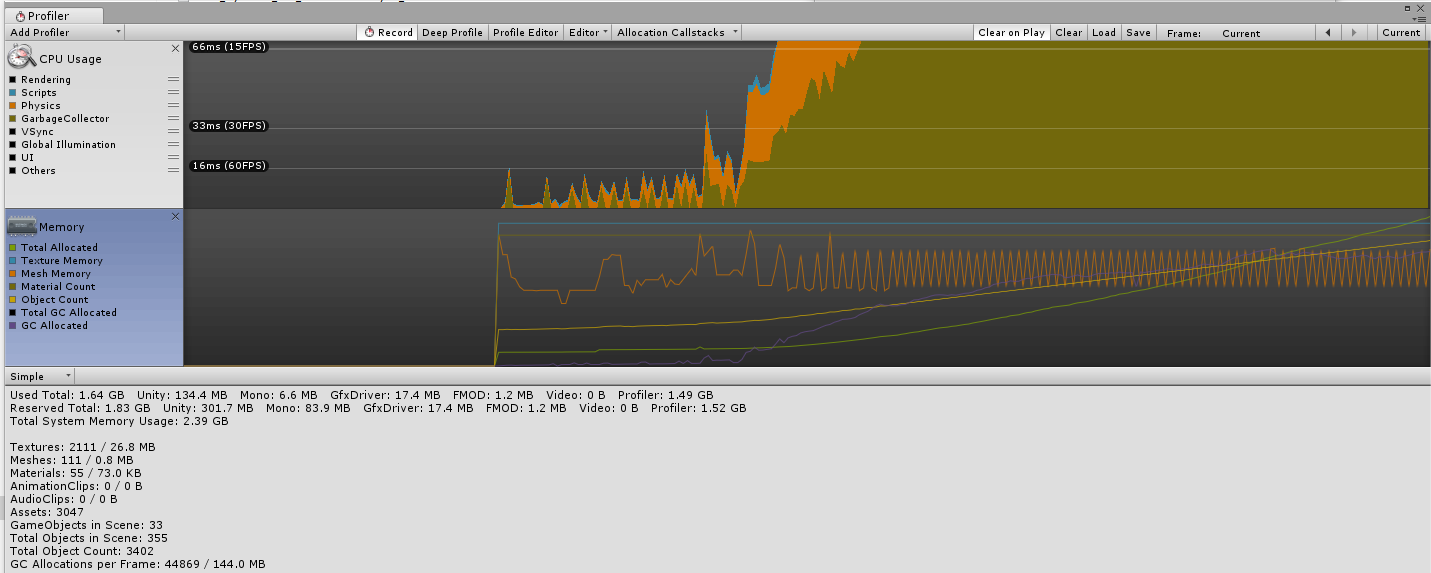 Profiler
Add Profiler Record Deep Profile Profile Editor Editor Allocation Callstacks Clear on Play Clear Load Save Frame: Current Current
CPU Usage
Rendering
Scripts
Physics
GarbageCollector
VSync
Global Illumination
UI
Others
66ms (15FPS)
33ms (30FPS)
16ms (60FPS)
Memory
Total Allocated
Texture Memory
Mesh Memory
Material Count
Object Count
Total GC Allocated
GC Allocated
Simple
Used Total: 1.64 GB Unity: 134.4 MB Mono: 6.6 MB GfxDriver: 17.4 MB FMOD: 1.2 MB Video: 0 B Profiler: 1.49 GB
Reserved Total: 1.83 GB Unity: 301.7 MB Mono: 83.9 MB GfxDriver: 17.4 MB FMOD: 1.2 MB Video: 0 B Profiler: 1.52 GB
Total System Memory Usage: 2.39 GB
Textures: 2111 / 26.8 MB
Meshes: 111 / 0.8 MB
Materials: 55 / 73.0 KB
AnimationClips: 0 / 0 B
AudioClips: 0 / 0 B
Assets: 3047
GameObjects in Scene: 33
Total Objects in Scene: 355
Total Object Count: 3402
GC Allocations per Frame: 44869 / 144.0 MB